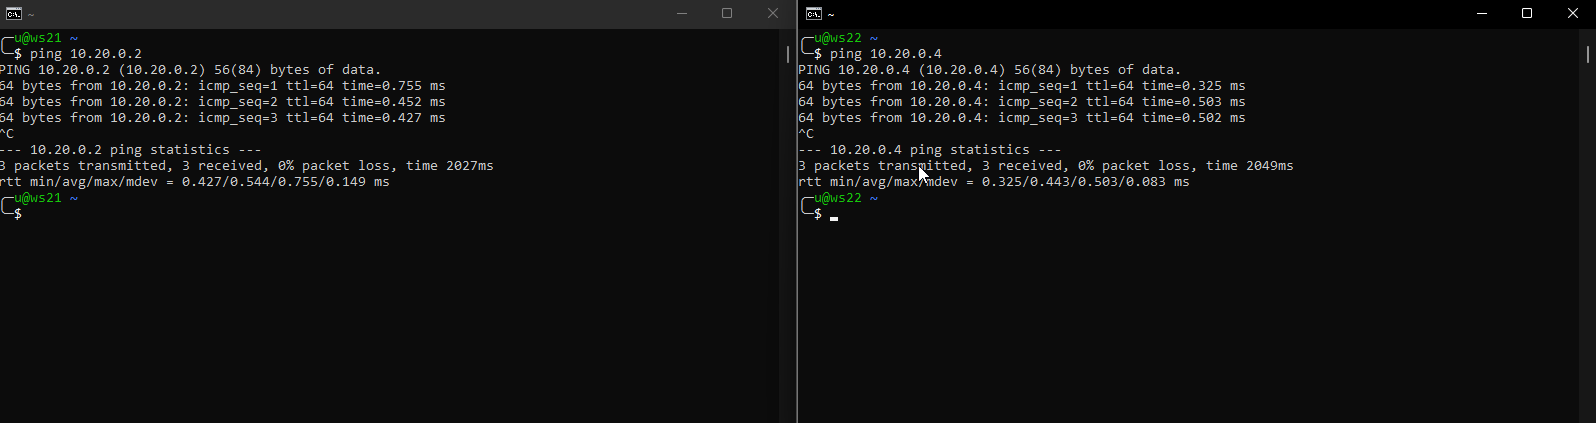 ~
u@ws21 ~
$ ping 10.20.0.2
PING 10.20.0.2 (10.20.0.2) 56(84) bytes of data.
64 bytes from 10.20.0.2: icmp_seq=1 ttl=64 time=0.755 ms
64 bytes from 10.20.0.2: icmp_seq=2 ttl=64 time=0.452 ms
64 bytes from 10.20.0.2: icmp_seq=3 ttl=64 time=0.427 ms
^C
--- 10.20.0.2 ping statistics ---
3 packets transmitted, 3 received, 0% packet loss, time 2027ms
rtt min/avg/max/mdev = 0.427/0.544/0.755/0.149 ms
u@ws21 ~
$
~
u@ws22 ~
$ ping 10.20.0.4
PING 10.20.0.4 (10.20.0.4) 56(84) bytes of data.
64 bytes from 10.20.0.4: icmp_seq=1 ttl=64 time=0.325 ms
64 bytes from 10.20.0.4: icmp_seq=2 ttl=64 time=0.503 ms
64 bytes from 10.20.0.4: icmp_seq=3 ttl=64 time=0.502 ms
^C
--- 10.20.0.4 ping statistics ---
3 packets transmitted, 3 received, 0% packet loss, time 2049ms
rtt min/avg/max/mdev = 0.325/0.443/0.503/0.083 ms
u@ws22 ~
$